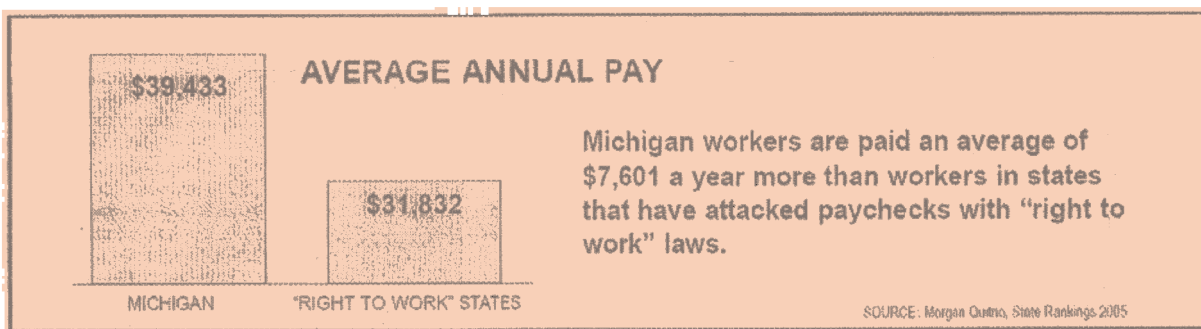 $39,433
AVERAGE ANNUAL PAY
Michigan workers are paid an average of
$7,601 a year more than workers in states
that have attacked paychecks with “right to
work” laws.
$31,832
MICHIGAN
"RIGHT TO WORK" STATES
SOURCE: Morgan Quitno, State Rankings 2005